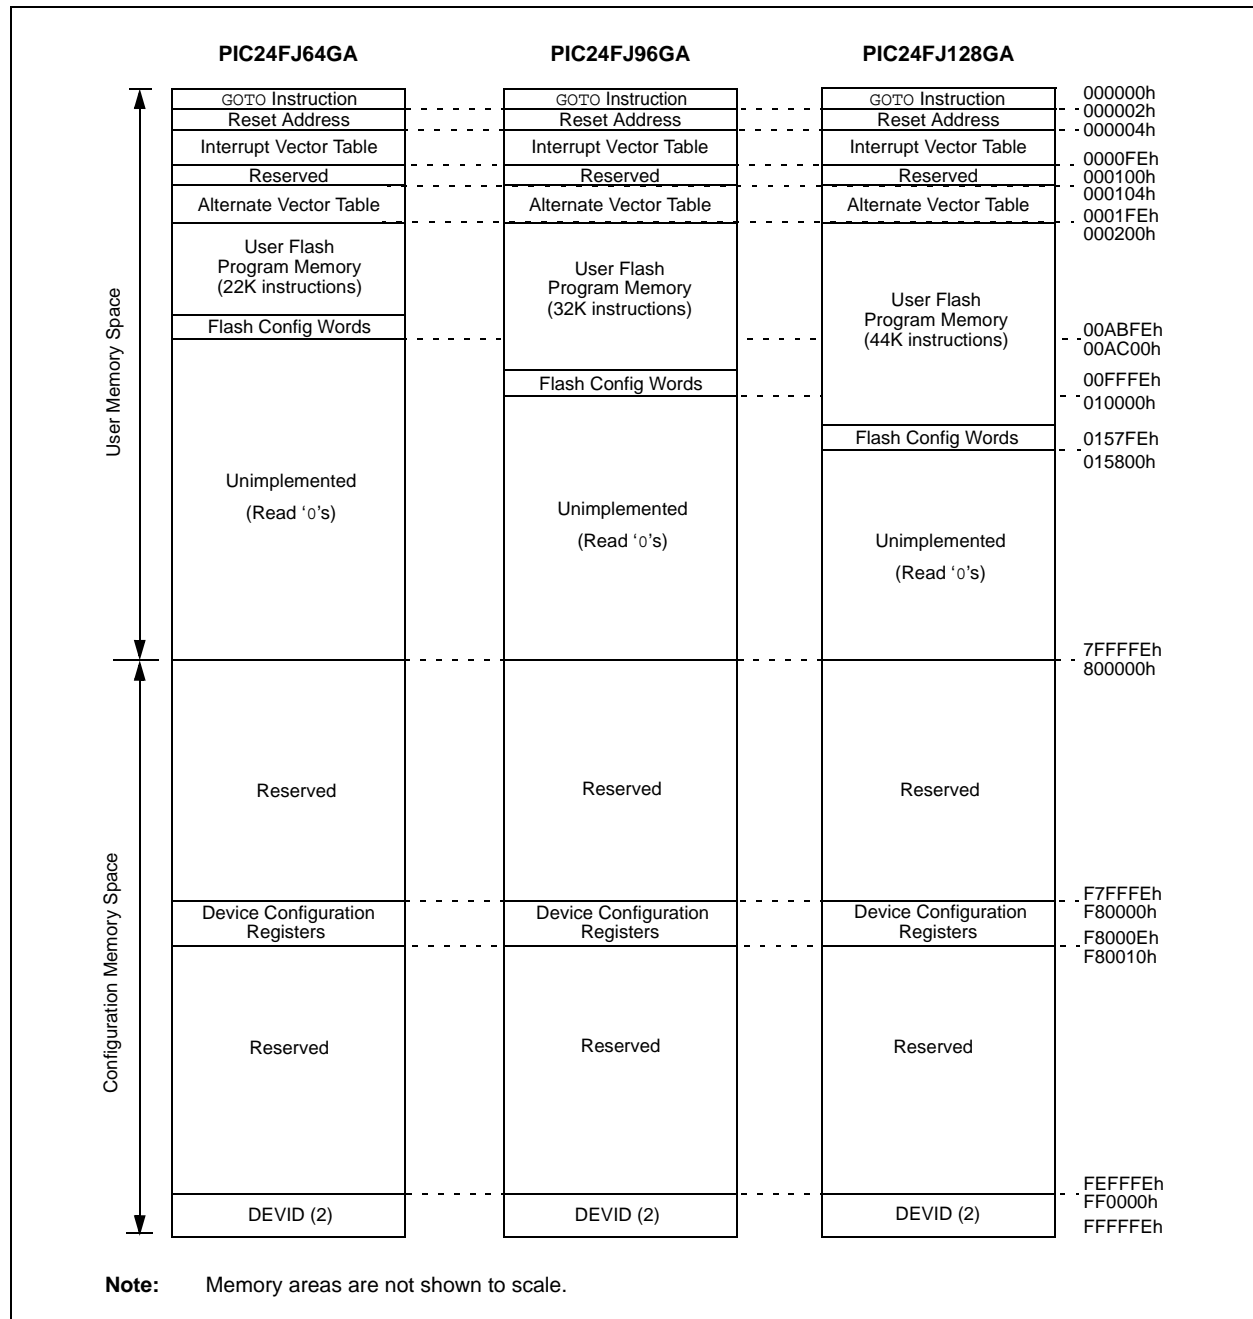 PIC24FJ64GA
PIC24FJ96GA
PIC24FJ128GA
User Memory Space
Configuration Memory Space
GOTO Instruction
Reset Address
Interrupt Vector Table
Reserved
Alternate Vector Table
User Flash
Program Memory
(22K instructions)
Flash Config Words
Unimplemented
(Read ‘0’s)
Reserved
Device Configuration
Registers
Reserved
DEVID (2)
GOTO Instruction
Reset Address
Interrupt Vector Table
Reserved
Alternate Vector Table
User Flash
Program Memory
(32K instructions)
Flash Config Words
Unimplemented
(Read ‘0’s)
Reserved
Device Configuration
Registers
Reserved
DEVID (2)
GOTO Instruction
Reset Address
Interrupt Vector Table
Reserved
Alternate Vector Table
User Flash
Program Memory
(44K instructions)
Flash Config Words
Unimplemented
(Read ‘0’s)
Reserved
Device Configuration
Registers
Reserved
DEVID (2)
000000h
000002h
000004h
0000FEh
000100h
000104h
0001FEh
000200h
00ABFEh
00AC00h
00FFFEh
010000h
0157FEh
015800h
7FFFFEh
800000h
F7FFFEh
F80000h
F8000Eh
F80010h
FEFFFEh
FF0000h
FFFFFEh
Note: Memory areas are not shown to scale.